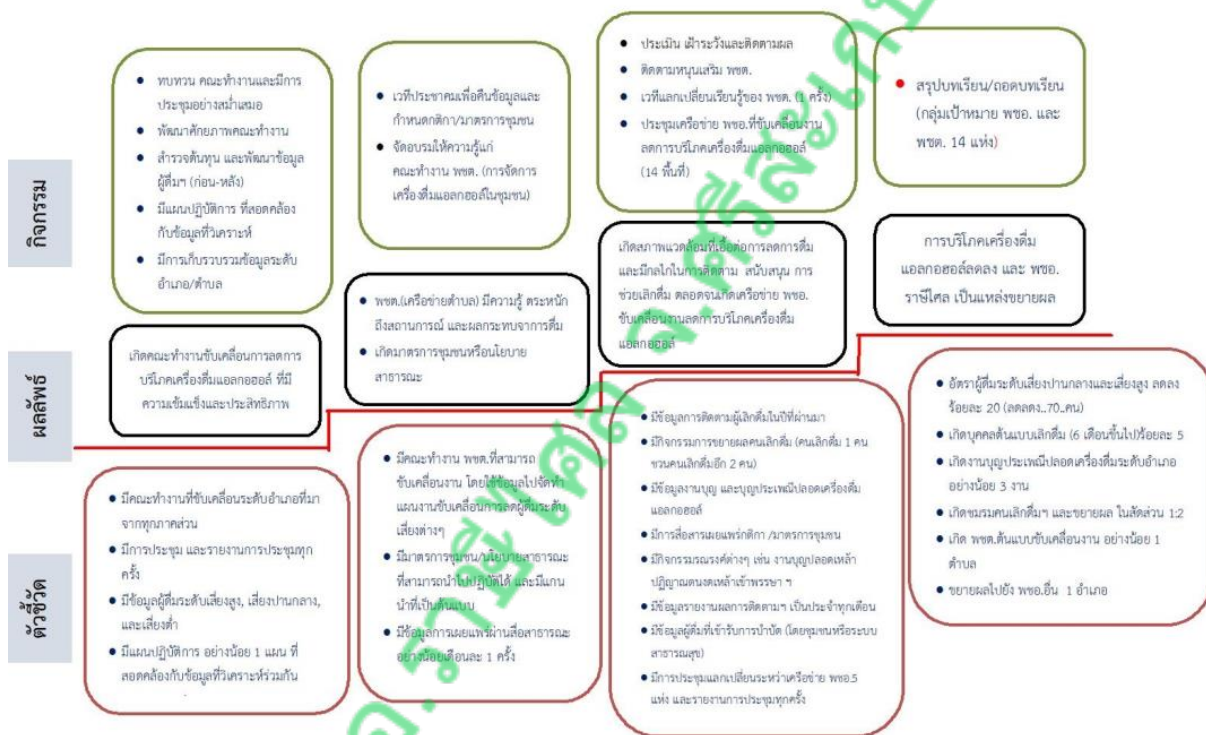 กิจกรรม
• ทบทวน คณะทำงานและมีการ
ประชุมอย่างสม่ำเสมอ
• พัฒนาศักยภาพคณะทำงาน
• สำรวจต้นทุน และพัฒนาข้อมูล
ผู้ดื่มฯ (ก่อน-หลัง)
• มีแผนปฏิบัติการ ที่สอดคล้อง
กับข้อมูลที่วิเคราะห์
• มีการเก็บรวบรวมข้อมูลระดับ
อำเภอ/ตำบล
• เวทีประชาคมเพื่อคืนข้อมูลและ
กำหนดกติกา/มาตรการชุมชน
• จัดอบรมให้ความรู้แก่
คณะทำงาน พชต. (การจัดการ
เครื่องดื่มแอลกอฮอล์ในชุมชน)
• ประเมิน เฝ้าระวังและติดตามผล
• ติดตามหนุนเสริม พชต.
• เวทีแลกเปลี่ยนเรียนรู้ของ พชต. (1 ครั้ง)
• ประชุมเครือข่าย พชอ.ที่ขับเคลื่อนงาน
ลดการบริโภคเครื่องดื่มแอลกอฮอล์
(14 พื้นที่)
• สรุปบทเรียน/ถอดบทเรียน
(กลุ่มเป้าหมาย พชอ. และ
พชต. 14 แห่ง)
ผลลัพธ์
เกิดคณะทำงานขับเคลื่อนการลดการ
บริโภคเครื่องดื่มแอลกอฮอล์ ที่มี
ความเข้มแข็งและประสิทธิภาพ
• พชต.(เครือข่ายตำบล) มีความรู้ ตระหนัก
ถึงสถานการณ์ และผลกระทบจากการดื่ม
• เกิดมาตรการชุมชนหรือนโยบาย
สาธารณะ
เกิดสภาพแวดล้อมที่เอื้อต่อการลดการดื่ม
และมีกลไกในการติดตาม สนับสนุน การ
ช่วยเลิกดื่ม ตลอดจนเกิดเครือข่าย พชอ.
ขับเคลื่อนงานลดการบริโภคเครื่องดื่ม
แอลกอฮอล์
การบริโภคเครื่องดื่ม
แอลกอฮอล์ลดลง และ พชอ.
ราษีไศล เป็นแหล่งขยายผล
ตัวชี้วัด
• มีคณะทำงานที่ขับเคลื่อนระดับอำเภอที่มา
จากทุกภาคส่วน
• มีการประชุม และรายงานการประชุมทุก
ครั้ง
• มีข้อมูลผู้ดื่มระดับเสี่ยงสูง, เสี่ยงปานกลาง,
และเสี่ยงต่ำ
• มีแผนปฏิบัติการ อย่างน้อย 1 แผน ที่
สอดคล้องกับข้อมูลที่วิเคราะห์ร่วมกัน
• มีคณะทำงาน พชต.ที่สามารถ
ขับเคลื่อนงาน โดยใช้ข้อมูลไปจัดทำ
แผนงานขับเคลื่อนการลดผู้ดื่มระดับ
เสี่ยงต่างๆ
• มีมาตรการชุมชน/นโยบายสาธารณะ
ที่สามารถนำไปปฏิบัติได้ และมีแกน
นำที่เป็นต้นแบบ
• มีข้อมูลการเผยแพร่ผ่านสื่อสาธารณะ
อย่างน้อยเดือนละ 1 ครั้ง
• มีข้อมูลการติดตามผู้เลิกดื่มในปีที่ผ่านมา
• มีกิจกรรมการขยายผลคนเลิกดื่ม (คนเลิกดื่ม 1 คน
ชวนคนเลิกดื่มอีก 2 คน)
• มีข้อมูลงานบุญ และบุญประเพณีปลอดเครื่องดื่ม
แอลกอฮอล์
• มีการสื่อสารเผยแพร่กติกา /มาตรการชุมชน
• มีกิจกรรมรณรงค์ต่างๆ เช่น งานบุญปลอดเหล้า
ปฏิญาณตนงดเหล้าเข้าพรรษา ฯ
• มีข้อมูลรายงานผลการติดตามฯ เป็นประจำทุกเดือน
• มีข้อมูลผู้ดื่มที่เข้ารับการบำบัด (โดยชุมชนหรือระบบ
สาธารณสุข)
• มีการประชุมแลกเปลี่ยนระหว่าเครือข่าย พชอ.5
แห่ง และรายงานการประชุมทุกครั้ง
• อัตราผู้ดื่มระดับเสี่ยงปานกลางและเสี่ยงสูง ลดลง
ร้อยละ 20 (ลดลดง..70..คน)
• เกิดบุคคลต้นแบบเลิกดื่ม (6 เดือนขึ้นไป)ร้อยละ 5
• เกิดงานบุญประเพณีปลอดเครื่องดื่มระดับอำเภอ
อย่างน้อย 3 งาน
• เกิดชมรมคนเลิกดื่มฯ และขยายผล ในสัดส่วน 1:2
• เกิด พชต.ต้นแบบขับเคลื่อนงาน อย่างน้อย 1
ตำบล
• ขยายผลไปยัง พชอ.อื่น 1 อำเภอ
อ.ราษีไศล จ.ศรีสะเกษ